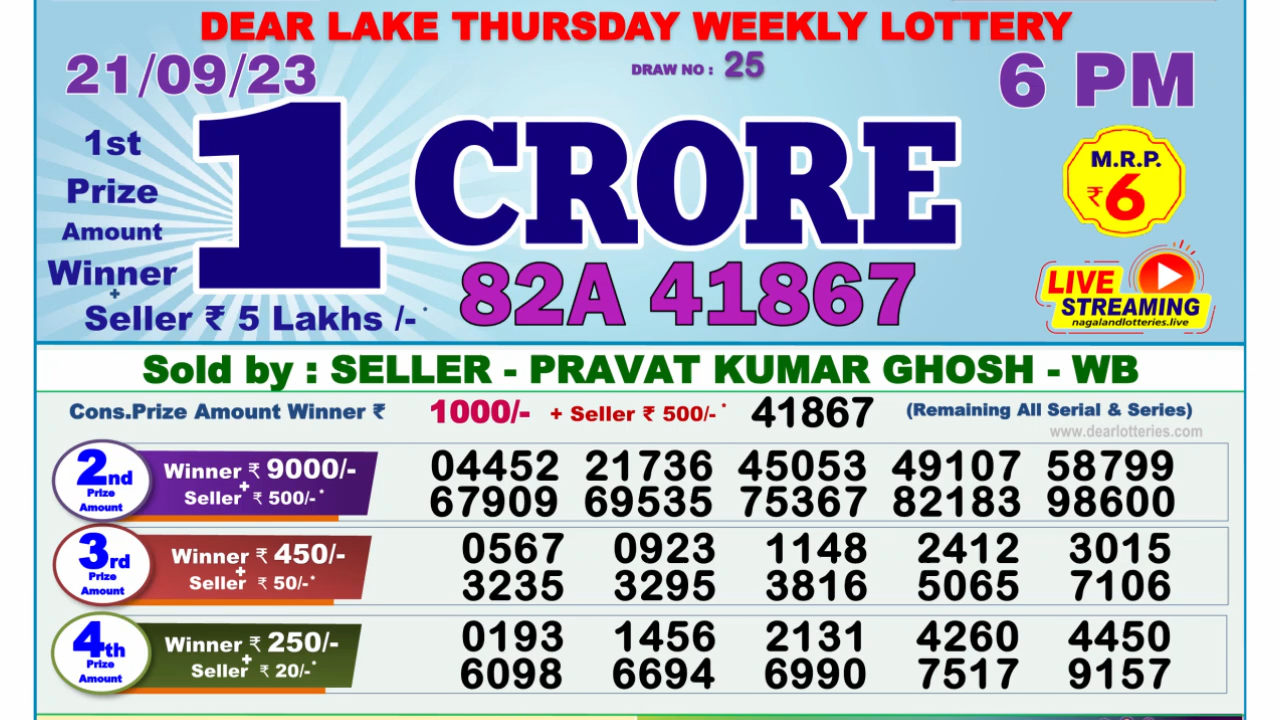 DEAR LAKE THURSDAY WEEKLY LOTTERY
21/09/23
DRAW NO : 25
6 PM
1st
Prize
Amount
Winner
+
Seller ₹ 5 Lakhs /-*
1 CRORE
82A 41867
M.R.P.
₹6
LIVE
STREAMING
nagalandlotteries.live
Sold by : SELLER - PRAVAT KUMAR GHOSH - WB
Cons.Prize Amount Winner ₹ 1000/- + Seller ₹ 500/-* 41867 (Remaining All Serial & Series)
www.dearlotteries.com
2nd
Prize
Amount
Winner ₹ 9000/-
+
Seller ₹ 500/-*
04452 21736 45053 49107 58799
67909 69535 75367 82183 98600
3rd
Prize
Amount
Winner ₹ 450/-
+
Seller ₹ 50/-*
0567 0923 1148 2412 3015
3235 3295 3816 5065 7106
4th
Prize
Amount
Winner ₹ 250/-
+
Seller ₹ 20/-*
0193 1456 2131 4260 4450
6098 6694 6990 7517 9157